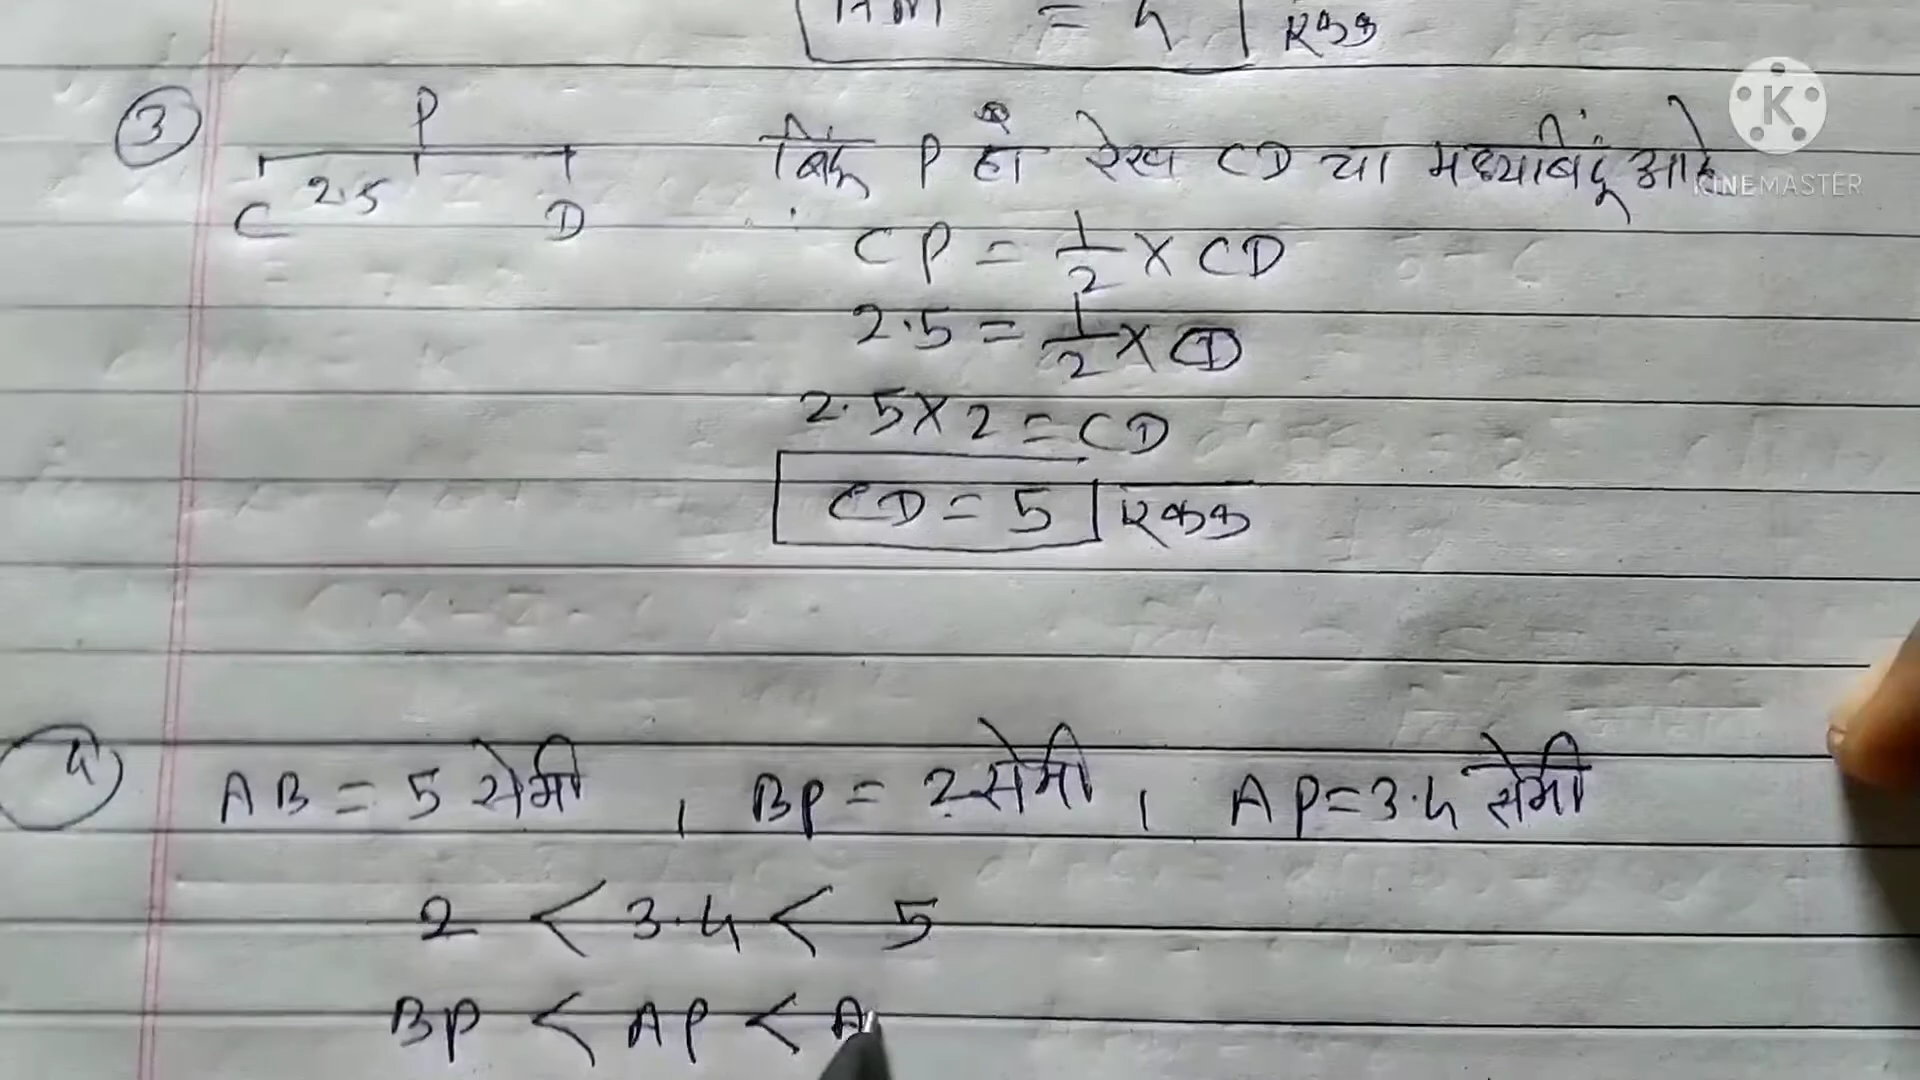 = 4 एकक
③ P बिंदू P हा रेख CD चा मध्यबिंदू आहे
2.5
C D
CP = 1/2 × CD
2.5 = 1/2 × CD
2.5 × 2 = CD
CD = 5 एकक
④ AB = 5 सेमी , BP = 2 सेमी , AP = 3.4 सेमी
2 < 3.4 < 5
BP < AP < A
K
KINEMASTER